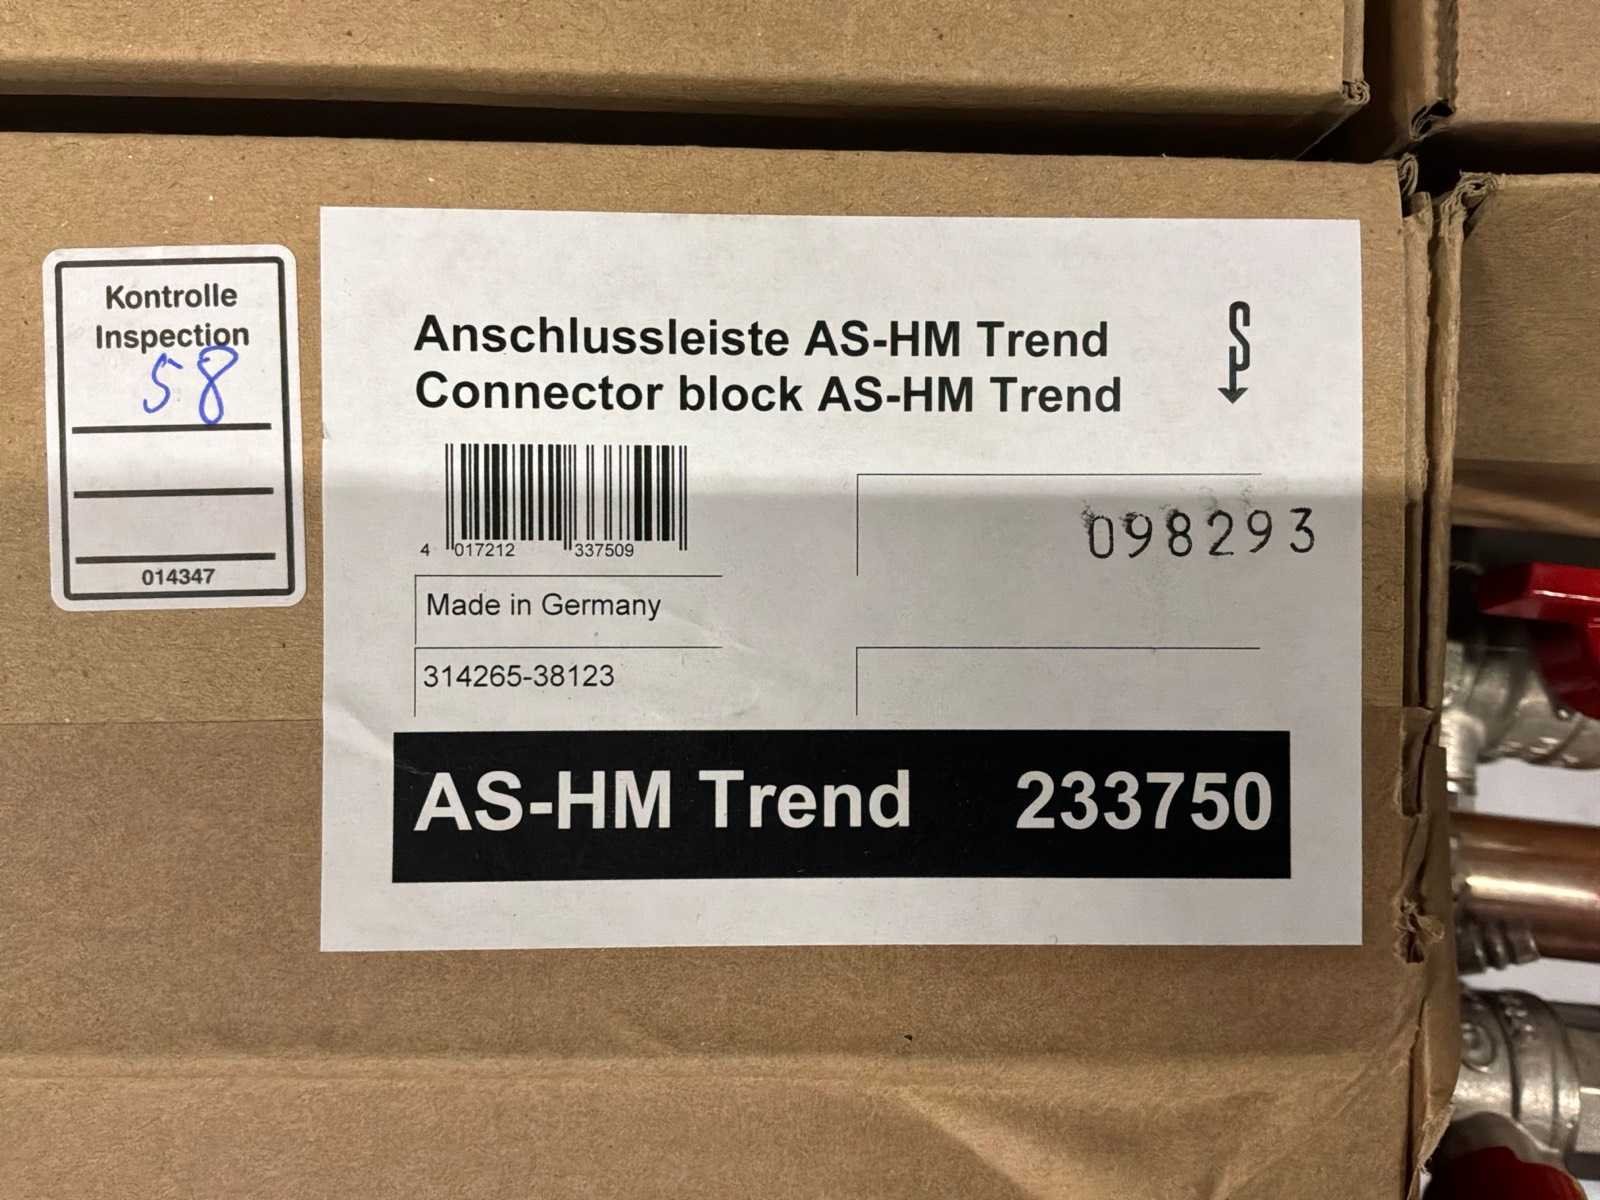 Kontrolle
Inspection
58
014347
Anschlussleiste AS-HM Trend
Connector block AS-HM Trend
4 017212 337509
098293
Made in Germany
314265-38123
AS-HM Trend 233750